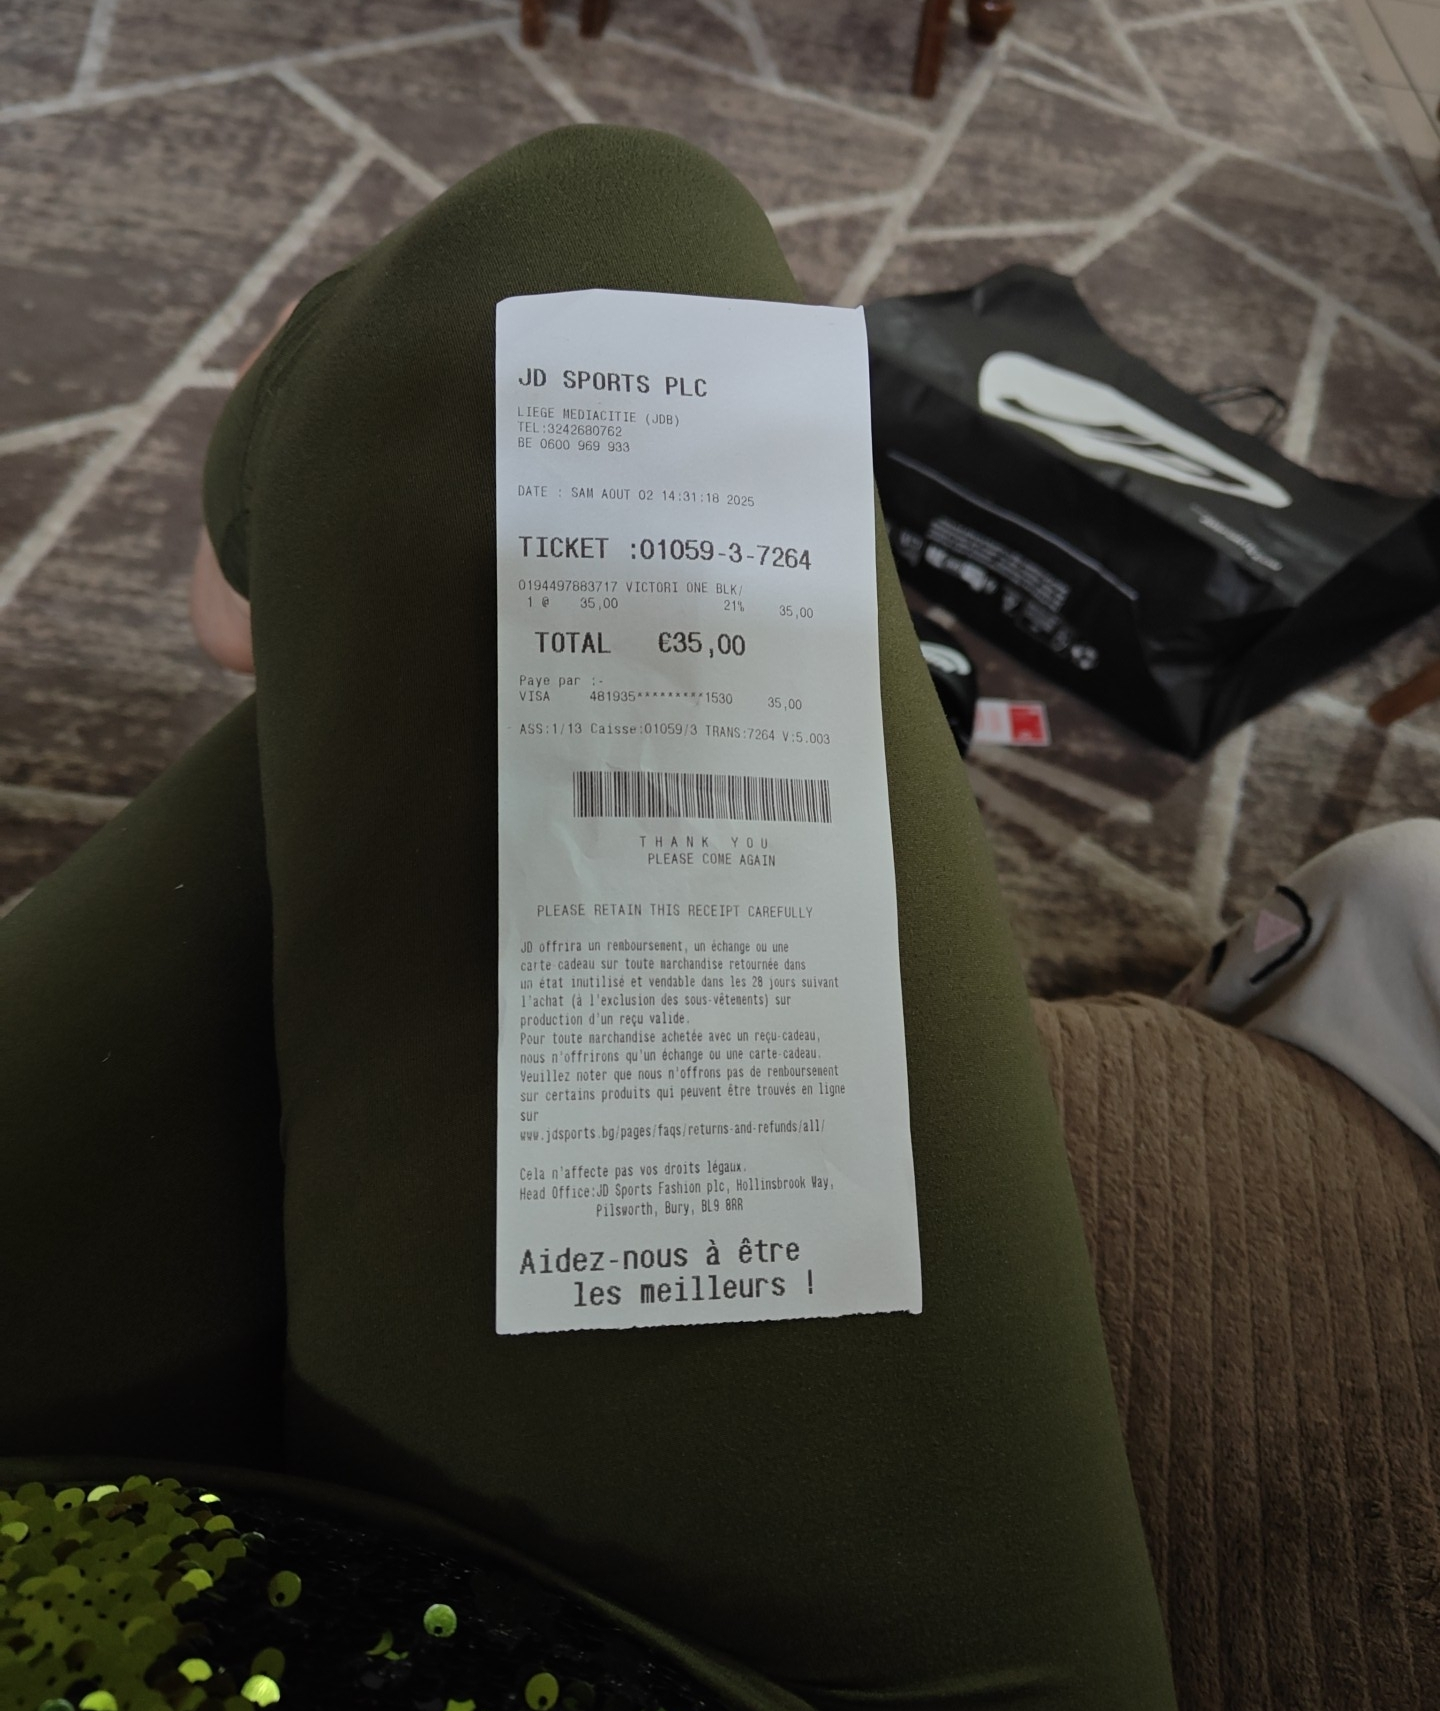 JD SPORTS PLC
LIEGE MEDIACITIE (JDB)
TEL:3242680762
BE 0600 969 933
DATE : SAM AOUT 02 14:31:18 2025
TICKET :01059-3-7264
0194497883717 VICTORI ONE BLK/
1 @ 35,00 21% 35,00
TOTAL €35,00
Paye par :-
VISA 481935*********1530 35,00
ASS:1/13 Caisse:01059/3 TRANS:7264 V:5.003
THANK YOU
PLEASE COME AGAIN
PLEASE RETAIN THIS RECEIPT CAREFULLY
JD offrira un remboursement, un échange ou une
carte cadeau sur toute marchandise retournée dans
un état inutilisé et vendable dans les 28 jours suivant
l'achat (à l'exclusion des sous-vêtements) sur
production d'un reçu valide.
Pour toute marchandise achetée avec un reçu-cadeau,
nous n'offrirons qu'un échange ou une carte-cadeau.
Veuillez noter que nous n'offrons pas de remboursement
sur certains produits qui peuvent être trouvés en ligne
sur
www.jdsports.bg/pages/faqs/returns-and-refunds/all/
Cela n'affecte pas vos droits légaux.
Head Office:JD Sports Fashion plc, Hollinsbrook Way,
Pilsworth, Bury, BL9 8RR
Aidez-nous à être
les meilleurs !